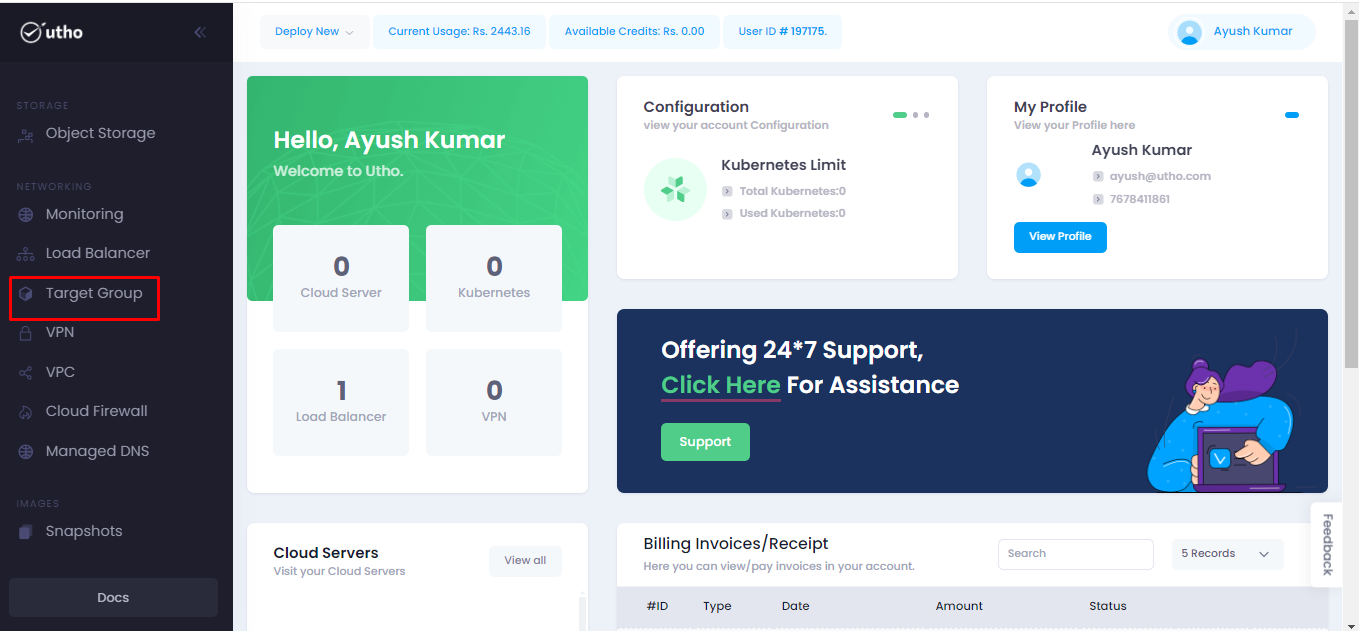 utho
Deploy New
Current Usage: Rs. 2443.16
Available Credits: Rs. 0.00
User ID # 197175.
Ayush Kumar
STORAGE
Object Storage
NETWORKING
Monitoring
Load Balancer
Target Group
VPN
VPC
Cloud Firewall
Managed DNS
IMAGES
Snapshots
Docs
Hello, Ayush Kumar
Welcome to Utho.
0
Cloud Server
0
Kubernetes
1
Load Balancer
0
VPN
Configuration
view your account Configuration
Kubernetes Limit
Total Kubernetes:0
Used Kubernetes:0
My Profile
View your Profile here
Ayush Kumar
ayush@utho.com
7678411861
View Profile
Offering 24*7 Support,
Click Here For Assistance
Support
Cloud Servers
Visit your Cloud Servers
View all
Billing Invoices/Receipt
Here you can view/pay invoices in your account.
Search
5 Records
#ID Type Date Amount Status
Feedback